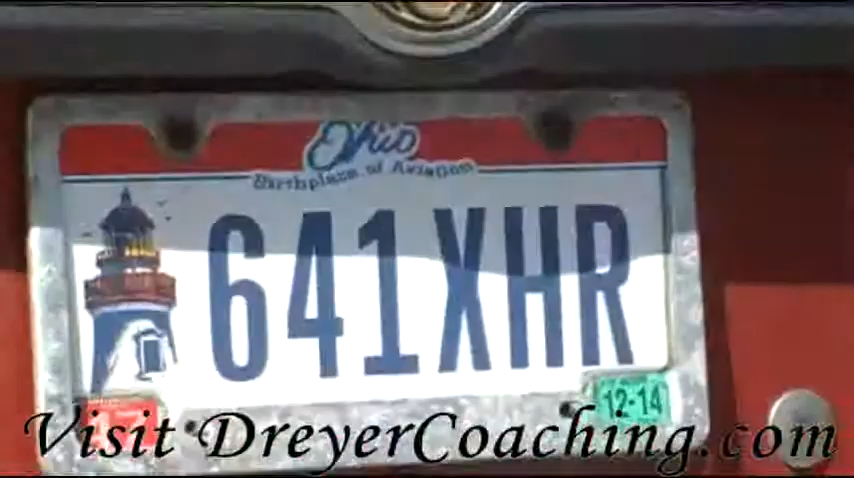 Ohio
Birthplace of Aviation
641XHR
12-14
Visit DreyerCoaching.com